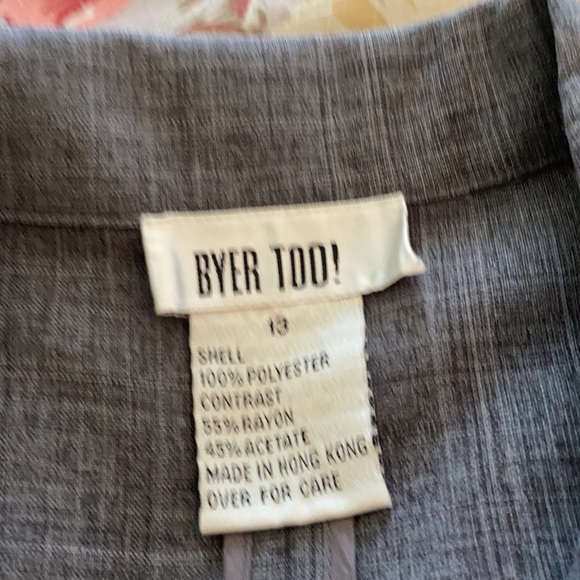 BYER TOO!
13
SHELL
100% POLYESTER
CONTRAST
55% RAYON
45% ACETATE
MADE IN HONG KONG
OVER FOR CARE